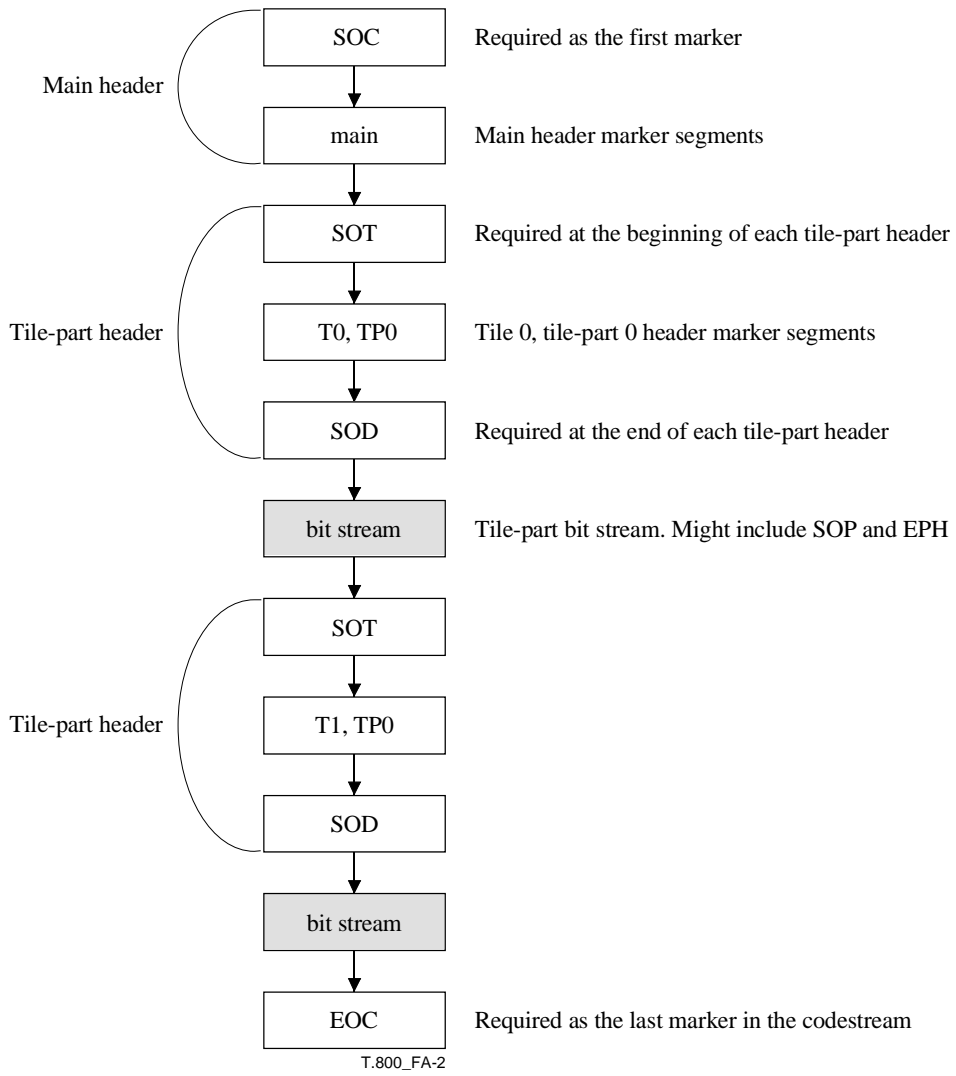 SOC
Required as the first marker
Main header
main
Main header marker segments
SOT
Required at the beginning of each tile-part header
Tile-part header
T0, TP0
Tile 0, tile-part 0 header marker segments
SOD
Required at the end of each tile-part header
bit stream
Tile-part bit stream. Might include SOP and EPH
SOT
Tile-part header
T1, TP0
SOD
bit stream
EOC
Required as the last marker in the codestream
T.800_FA-2